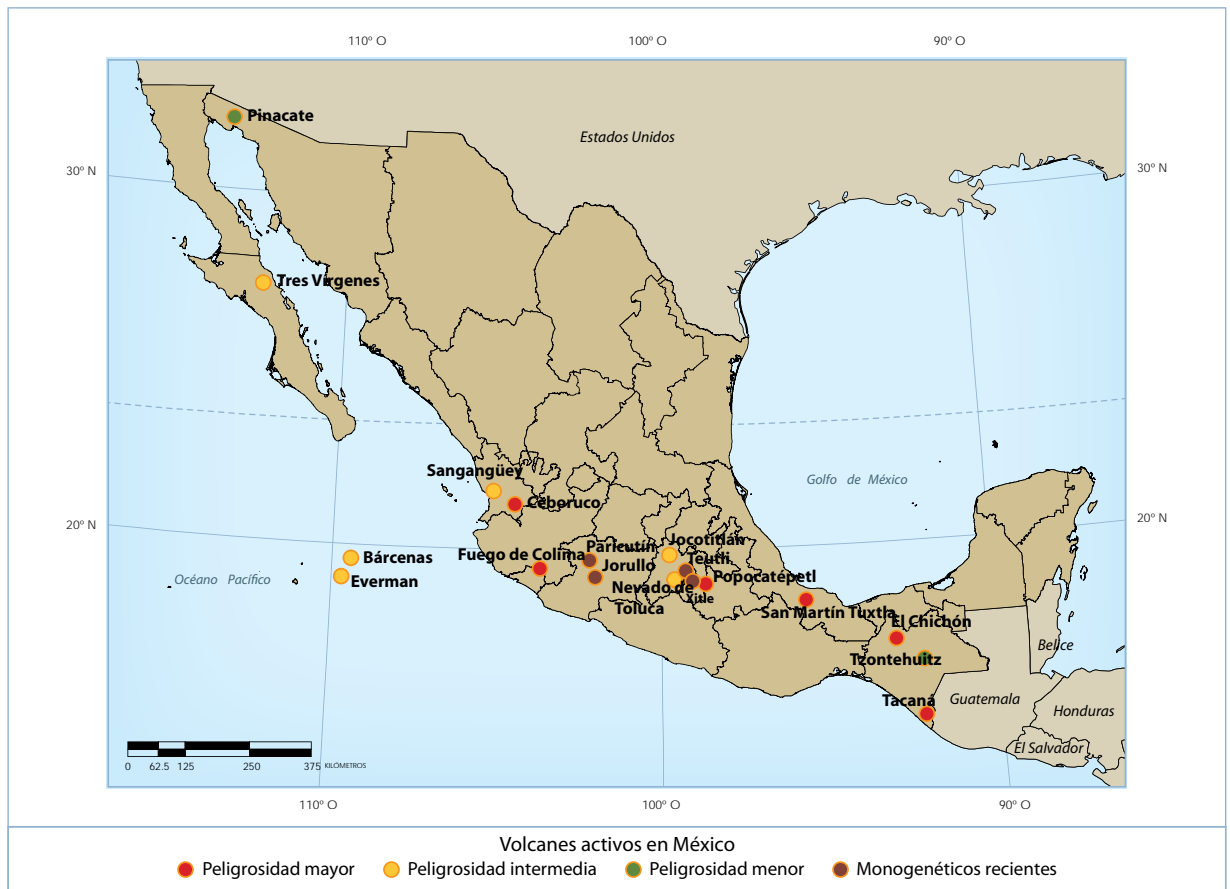 110º O
100º O
90º O
Pinacate
Estados Unidos
30º N
30º N
Tres Vírgenes
Sangangüey
Golfo de México
Ceboruco
20º N
20º N
Jocotitlán
Paricutín
Fuego de Colima
Bárcenas
Teutli
Jorullo
Océano Pacífico
Everman
Popocatépetl
Nevado de
Toluca
Xitle
San Martín Tuxtla
El Chichón
Belice
Tzontehuitz
Guatemala
Tacaná
Honduras
El Salvador
0 62.5 125 250 375 KILÓMETROS
110º O
100º O
90º O
Volcanes activos en México
Peligrosidad mayor
Peligrosidad intermedia
Peligrosidad menor
Monogenéticos recientes